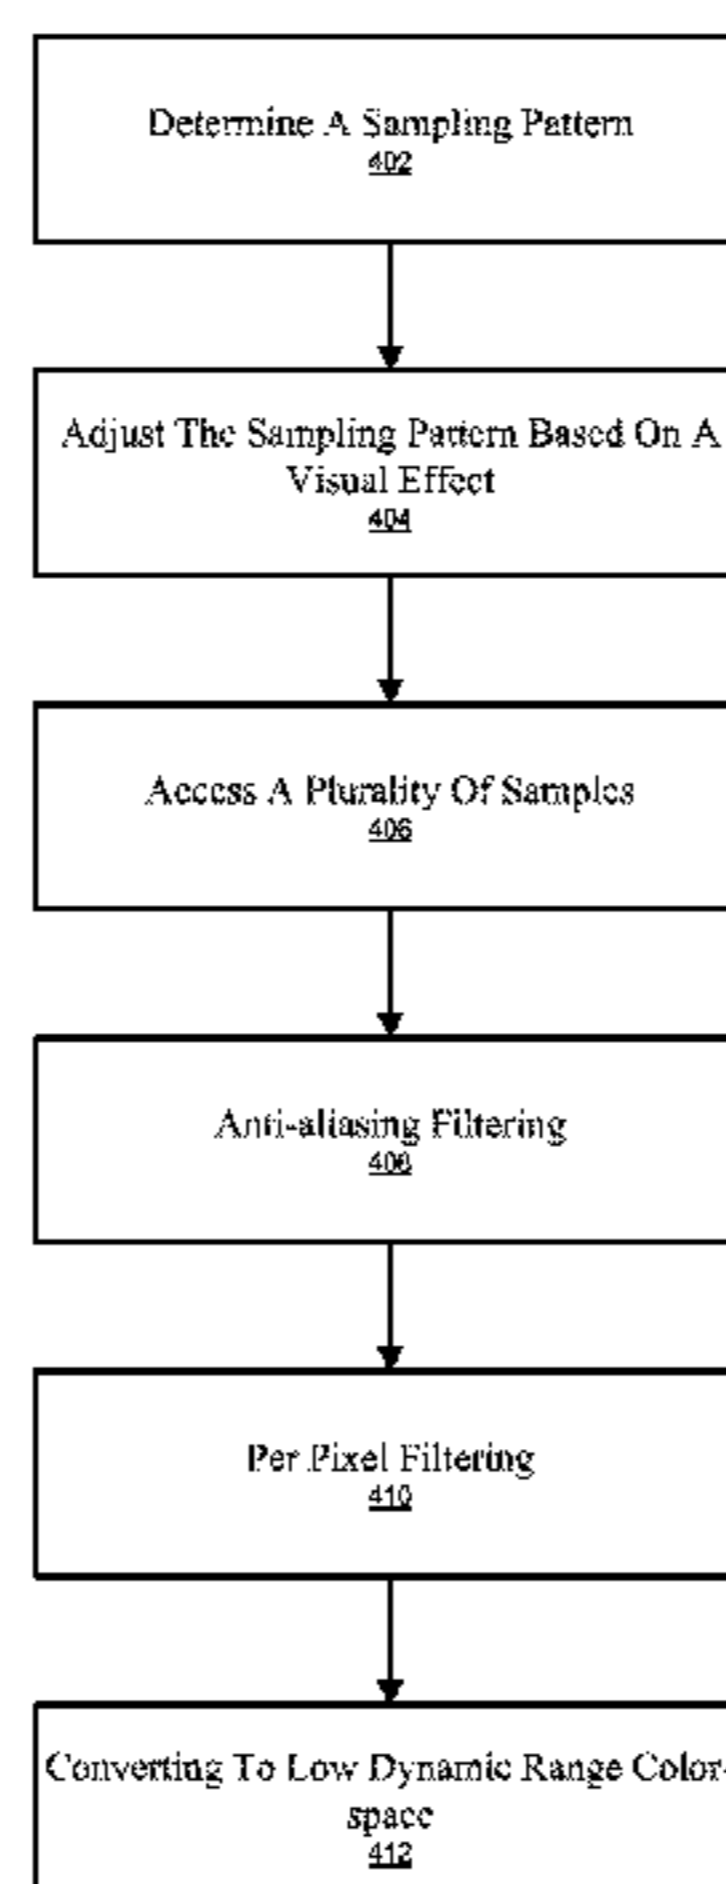 Determine A Sampling Pattern
402
Adjust The Sampling Pattern Based On A
Visual Effect
404
Access A Plurality Of Samples
406
Anti-aliasing Filtering
408
Per Pixel Filtering
410
Converting To Low Dynamic Range Color-
space
412